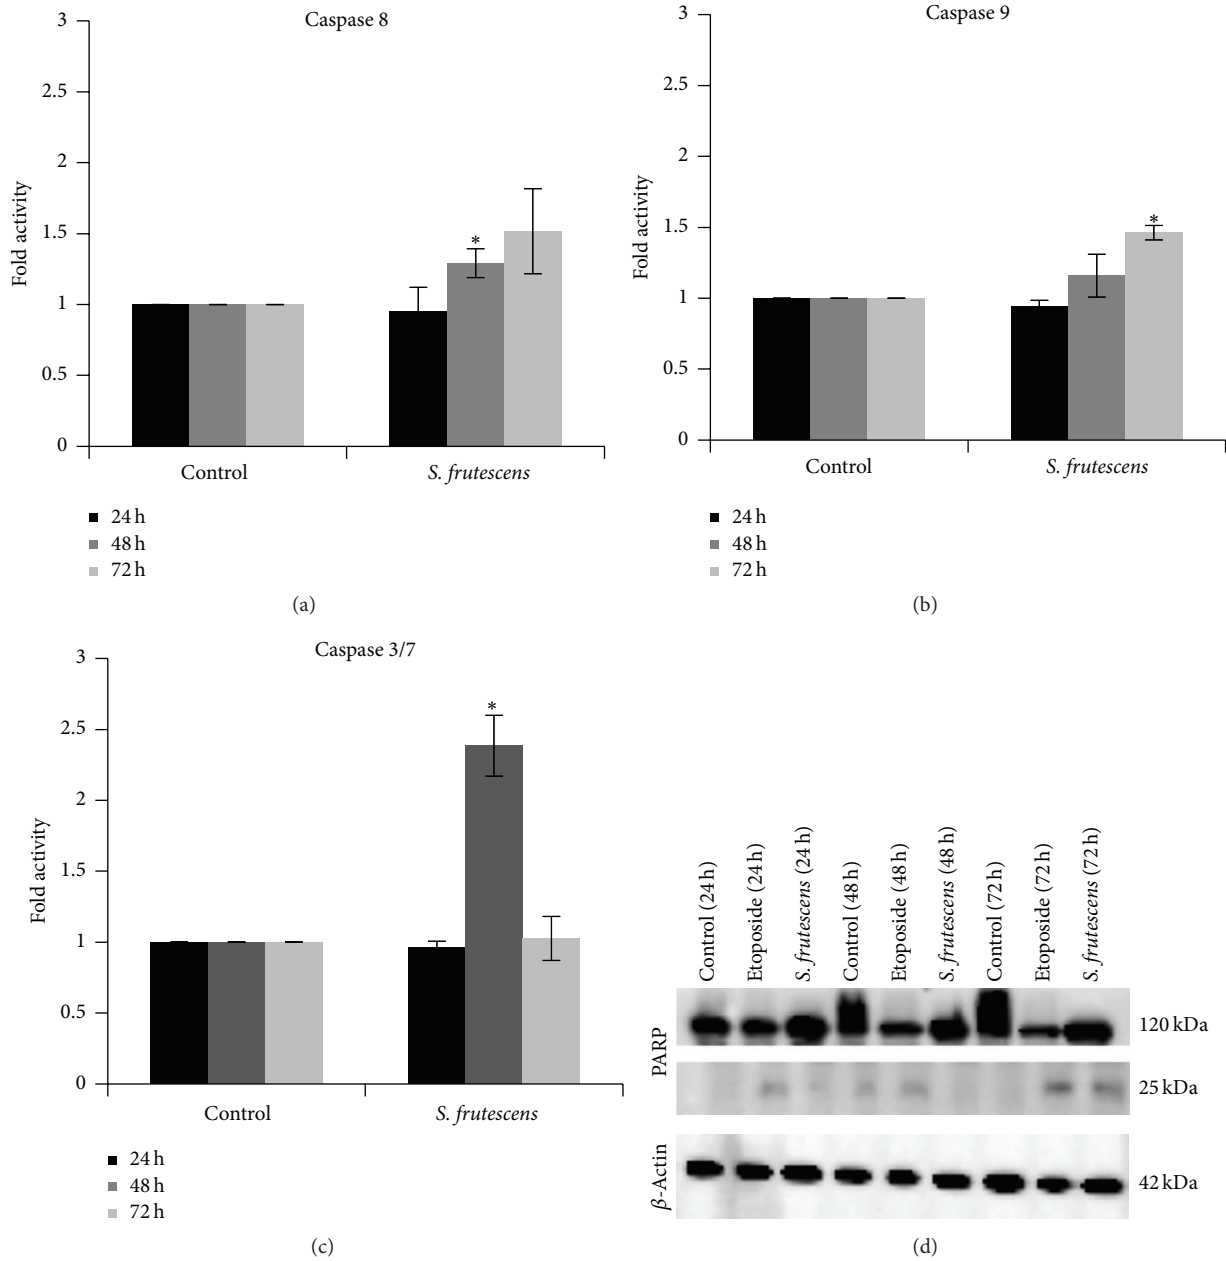 Caspase 8
Fold activity
3
2.5
2
1.5
1
0.5
0
*
Control
S. frutescens
24 h
48 h
72 h
(a)
Caspase 9
Fold activity
3
2.5
2
1.5
1
0.5
0
*
Control
S. frutescens
24 h
48 h
72 h
(b)
Caspase 3/7
Fold activity
3
2.5
2
1.5
1
0.5
0
*
Control
S. frutescens
24 h
48 h
72 h
(c)
Control (24 h)
Etoposide (24 h)
S. frutescens (24 h)
Control (48 h)
Etoposide (48 h)
S. frutescens (48 h)
Control (72 h)
Etoposide (72 h)
S. frutescens (72 h)
PARP
120 kDa
25 kDa
β-Actin
42 kDa
(d)